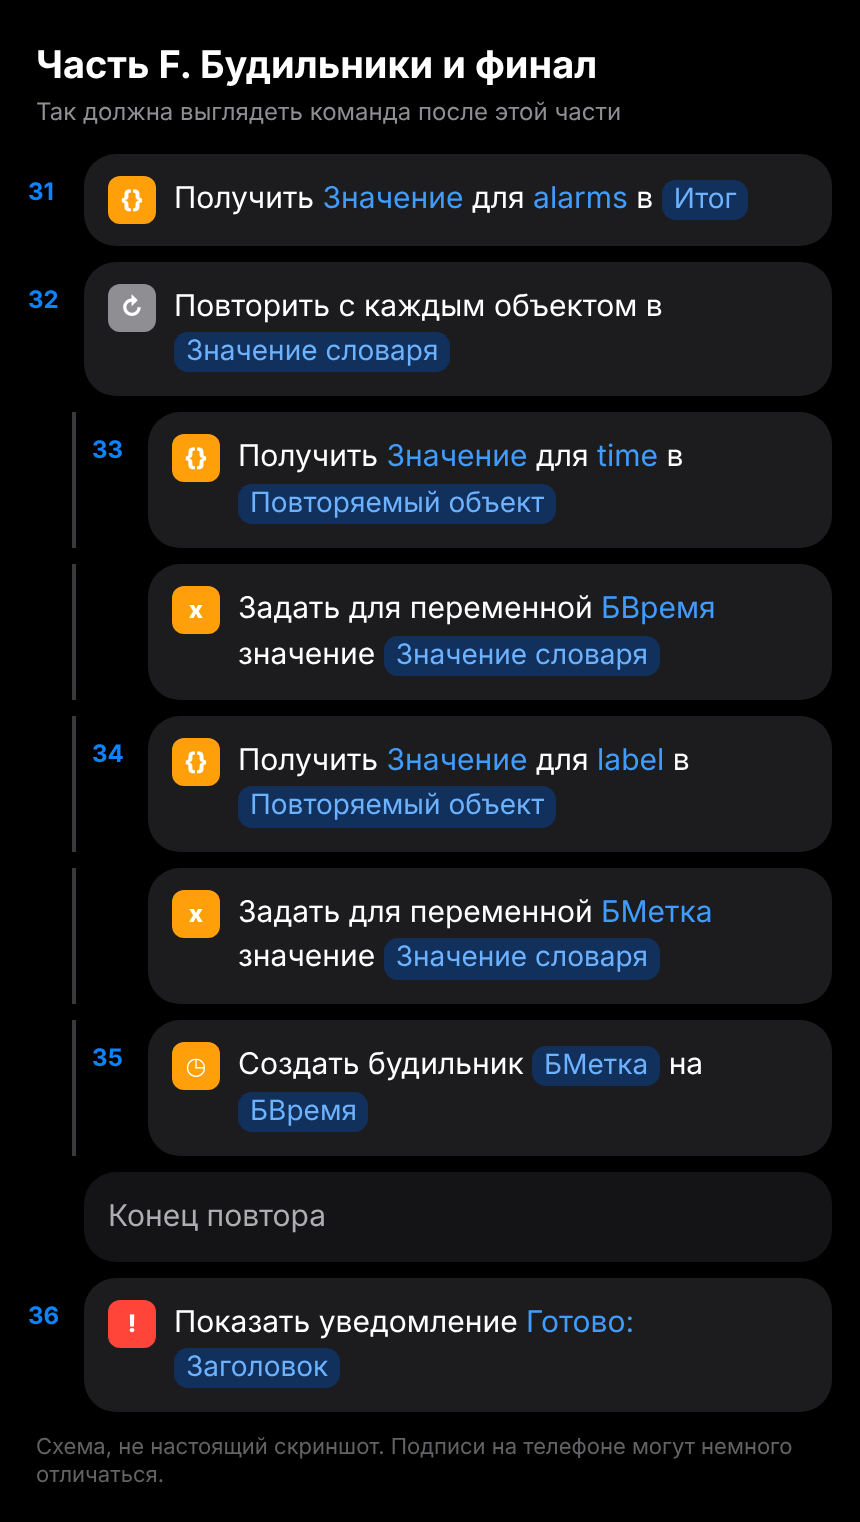 Часть F. Будильники и финал
Так должна выглядеть команда после этой части
31
{} Получить Значение для alarms в Итог
32
Повторить с каждым объектом в
Значение словаря
33
{} Получить Значение для time в
Повторяемый объект
x Задать для переменной БВремя
значение Значение словаря
34
{} Получить Значение для label в
Повторяемый объект
x Задать для переменной БМетка
значение Значение словаря
35
Создать будильник БМетка на
БВремя
Конец повтора
36
! Показать уведомление Готово:
Заголовок
Схема, не настоящий скриншот. Подписи на телефоне могут немного
отличаться.